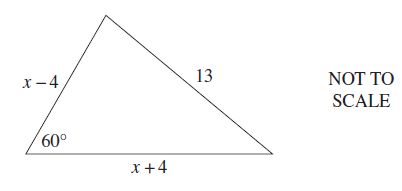 x – 4
13
NOT TO
SCALE
60°
x + 4